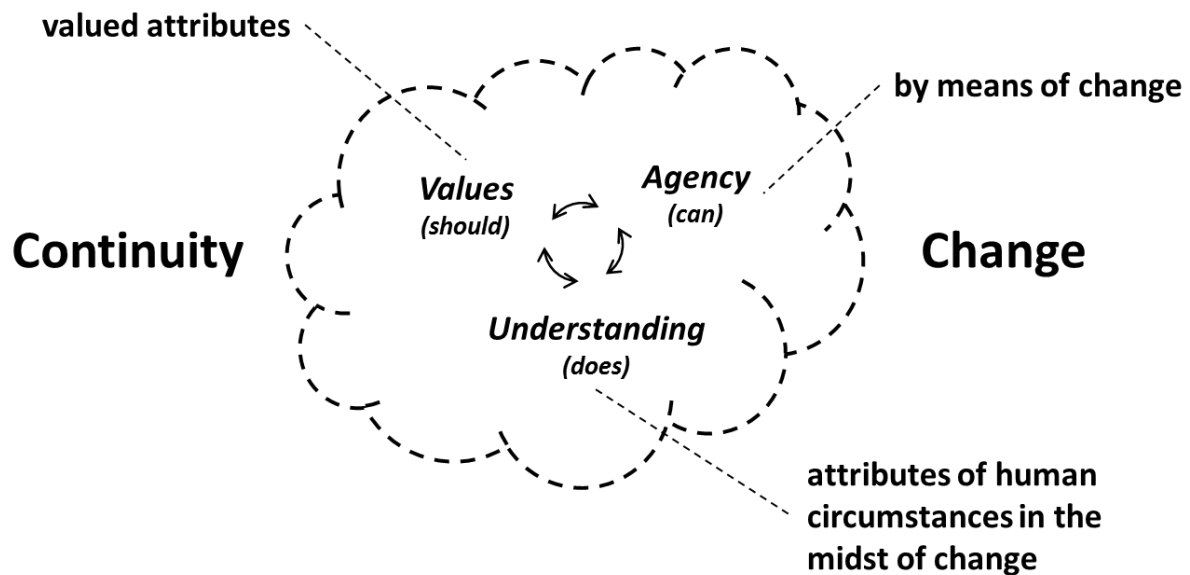 valued attributes
by means of change
Agency
(can)
Values
(should)
Continuity
Change
Understanding
(does)
attributes of human
circumstances in the
midst of change